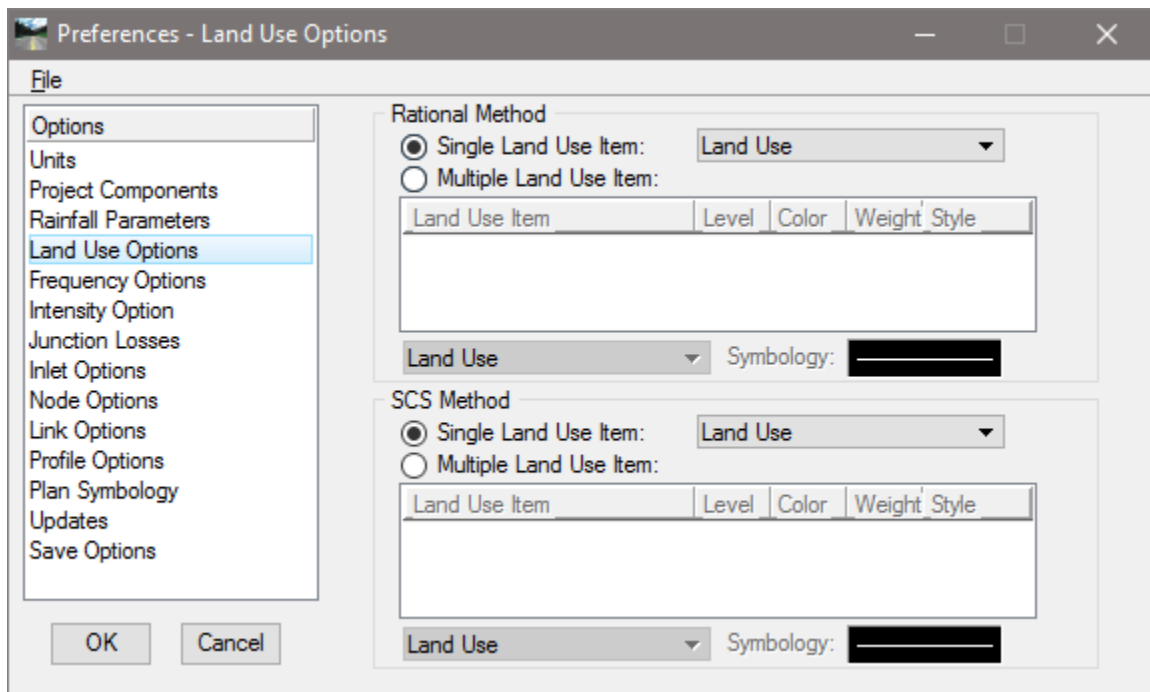 Preferences - Land Use Options
File
Options
Units
Project Components
Rainfall Parameters
Land Use Options
Frequency Options
Intensity Option
Junction Losses
Inlet Options
Node Options
Link Options
Profile Options
Plan Symbology
Updates
Save Options
OK Cancel
Rational Method
Single Land Use Item: Land Use
Multiple Land Use Item:
Land Use Item Level Color Weight Style
Land Use Symbology:
SCS Method
Single Land Use Item: Land Use
Multiple Land Use Item:
Land Use Item Level Color Weight Style
Land Use Symbology: